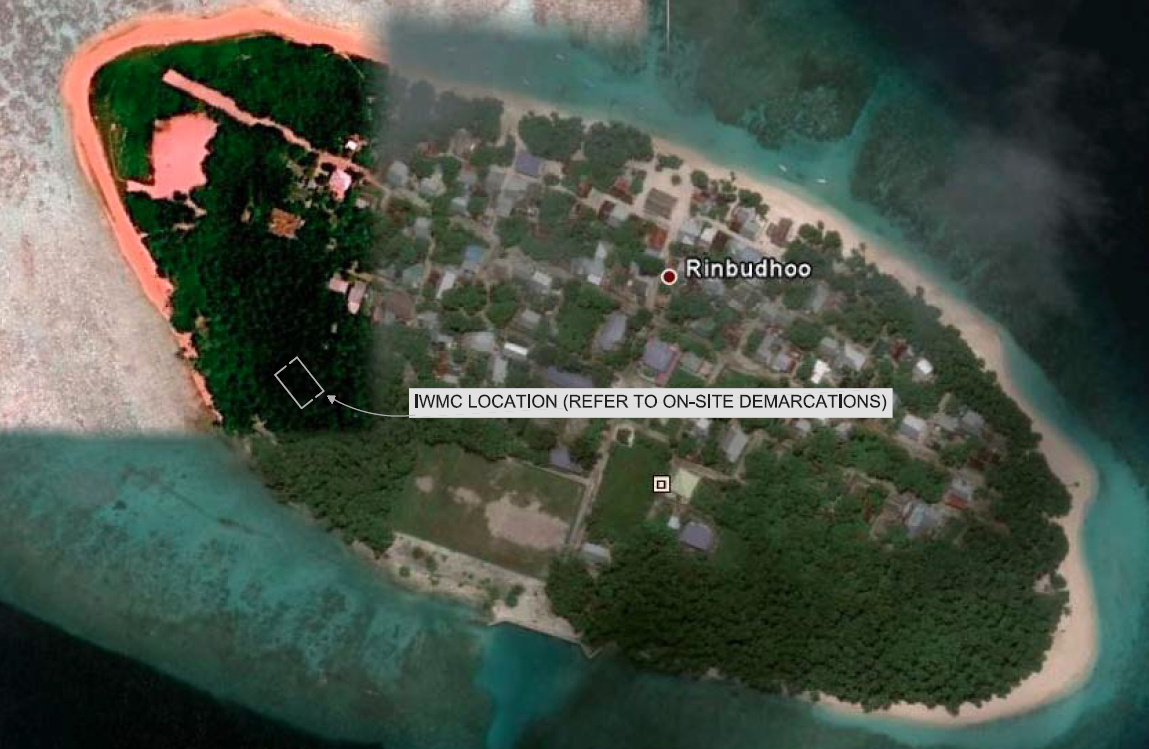 Rinbudhoo
IWMC LOCATION (REFER TO ON-SITE DEMARCATIONS)